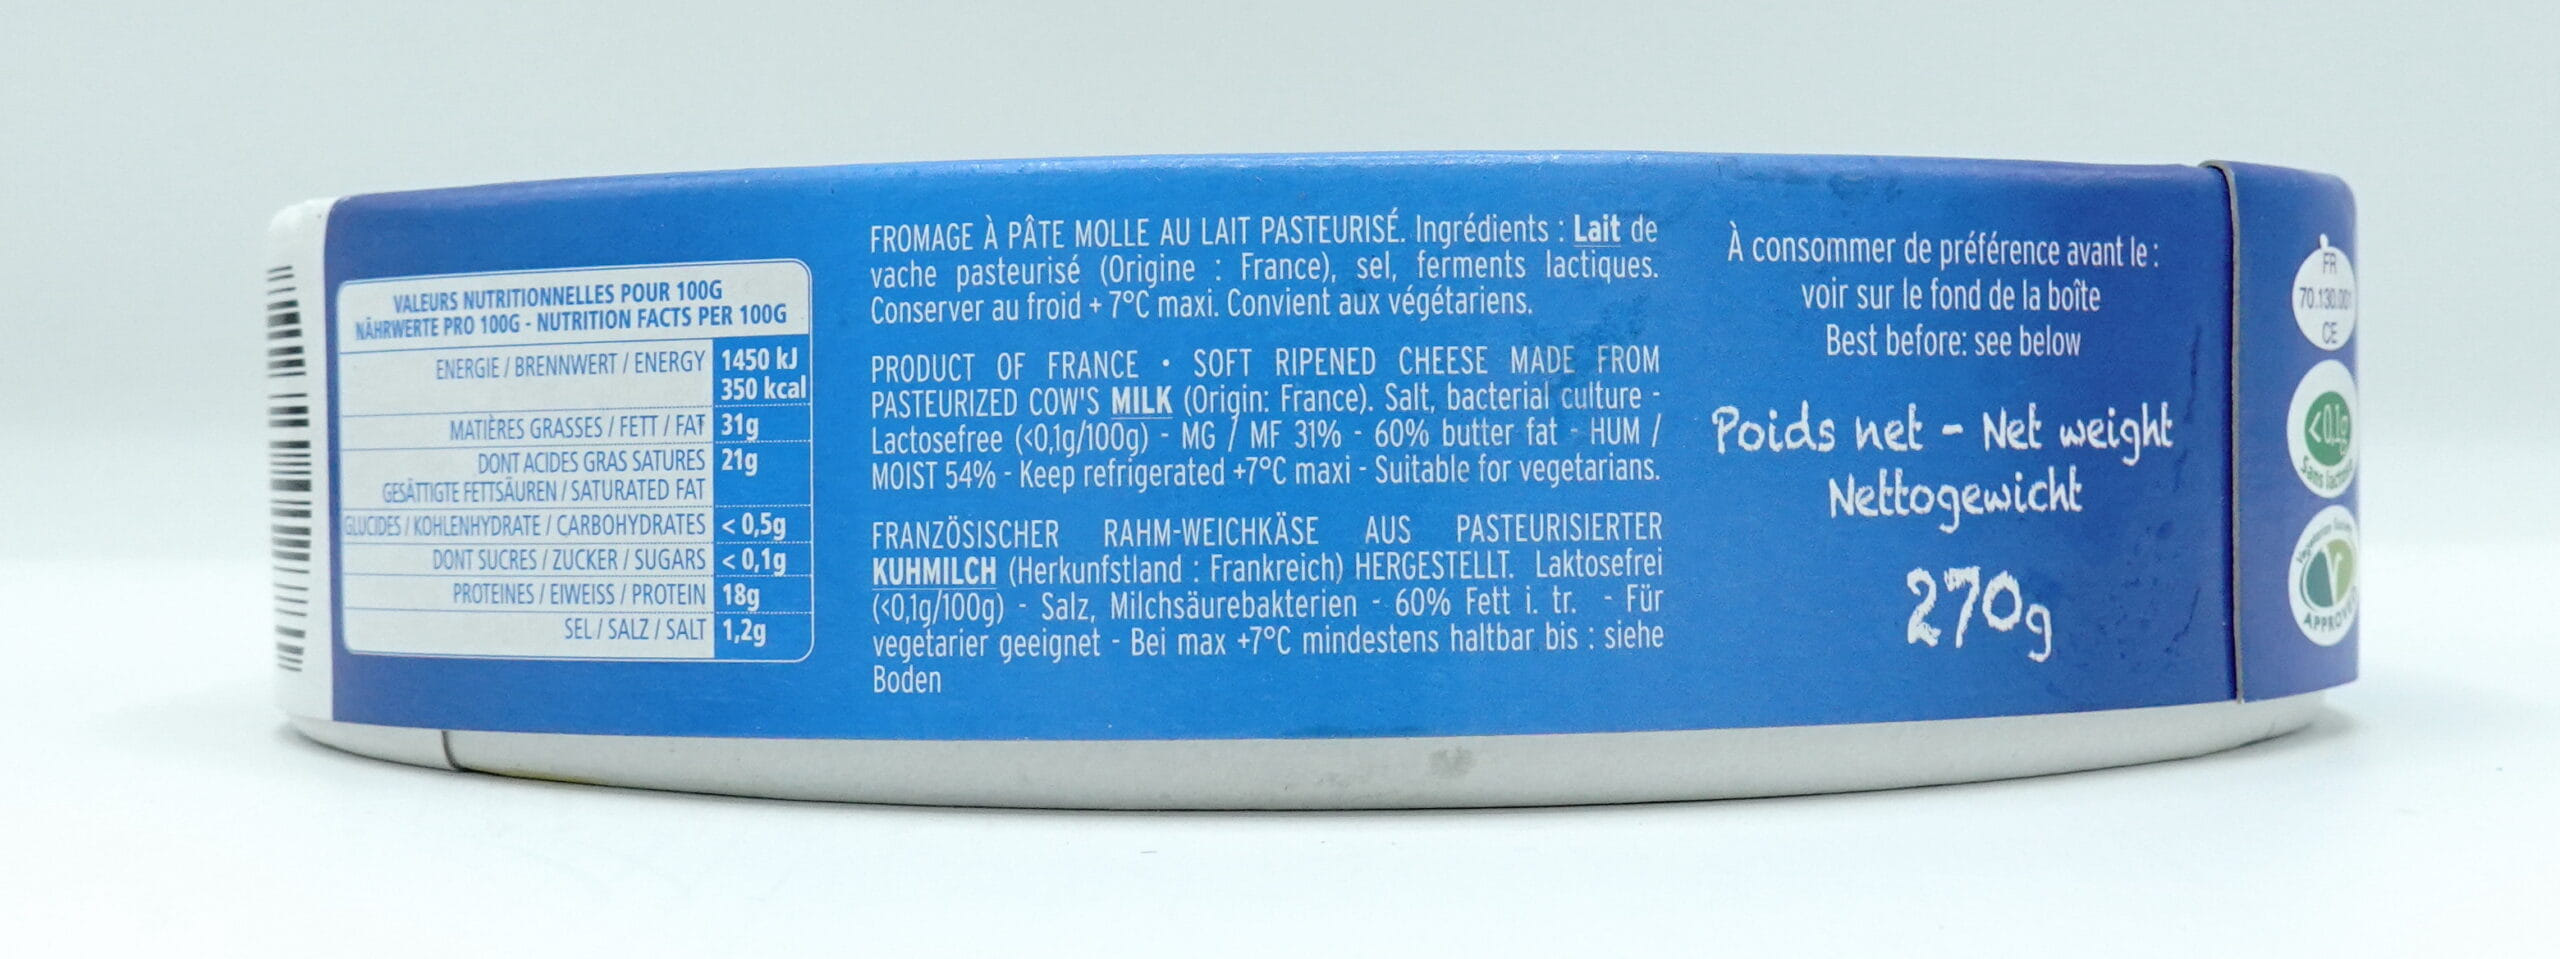 VALEURS NUTRITIONNELLES POUR 100G
NÄHRWERTE PRO 100G - NUTRITION FACTS PER 100G
ENERGIE / BRENNWERT / ENERGY 1450 kJ
350 kcal
MATIÈRES GRASSES / FETT / FAT 31g
DONT ACIDES GRAS SATURES 21g
GESÄTTIGTE FETTSÄUREN / SATURATED FAT
GLUCIDES / KOHLENHYDRATE / CARBOHYDRATES < 0,5g
DONT SUCRES / ZUCKER / SUGARS < 0,1g
PROTEINES / EIWEISS / PROTEIN 18g
SEL / SALZ / SALT 1,2g
FROMAGE À PÂTE MOLLE AU LAIT PASTEURISÉ. Ingrédients : Lait de
vache pasteurisé (Origine : France), sel, ferments lactiques.
Conserver au froid + 7°C maxi. Convient aux végétariens.
PRODUCT OF FRANCE • SOFT RIPENED CHEESE MADE FROM
PASTEURIZED COW'S MILK (Origin: France). Salt, bacterial culture -
Lactosefree (<0,1g/100g) - MG / MF 31% - 60% butter fat - HUM /
MOIST 54% - Keep refrigerated +7°C maxi - Suitable for vegetarians.
FRANZÖSISCHER RAHM-WEICHKÄSE AUS PASTEURISIERTER
KUHMILCH (Herkunfstland : Frankreich) HERGESTELLT. Laktosefrei
(<0,1g/100g) - Salz, Milchsäurebakterien - 60% Fett i. tr. - Für
vegetarier geeignet - Bei max +7°C mindestens haltbar bis : siehe
Boden
À consommer de préférence avant le :
voir sur le fond de la boîte
Best before: see below
Poids net - Net weight
Nettogewicht
270g
FR
70.130.001
CE
<0,1g
Sans
V